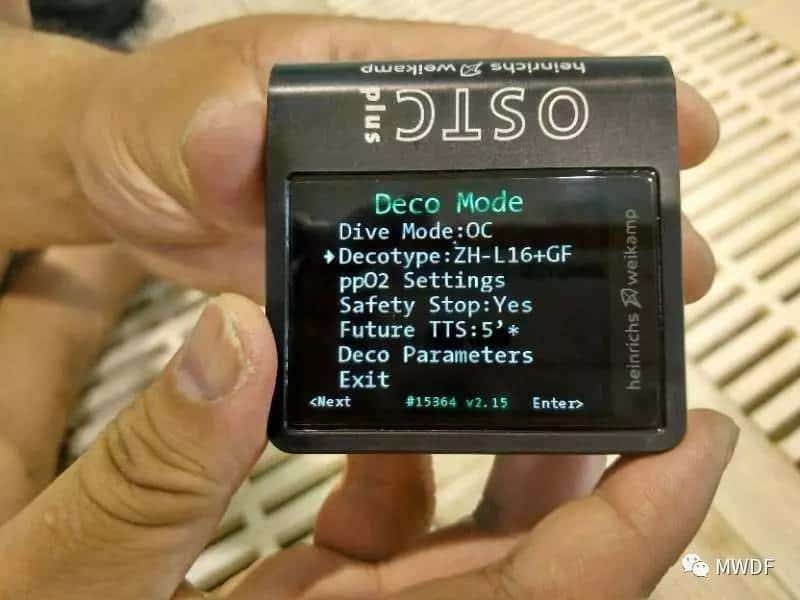 heinrichs weikamp
OSTC
plus
Deco Mode
Dive Mode:OC
Decotype:ZH-L16+GF
ppO2 Settings
Safety Stop:Yes
Future TTS:5’*
Deco Parameters
Exit
<Next #15364 v2.15 Enter>
heinrichs weikamp
MWDF